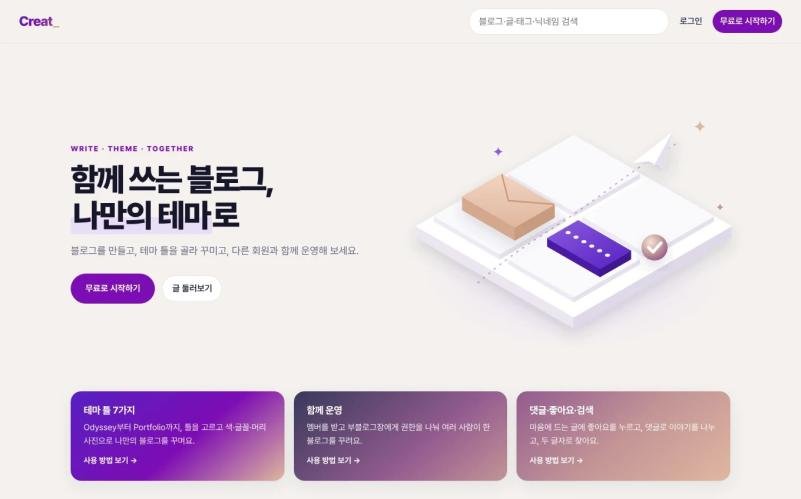 Creat_
블로그·글·태그·닉네임 검색
로그인
무료로 시작하기
WRITE · THEME · TOGETHER
함께 쓰는 블로그,
나만의 테마로
블로그를 만들고, 테마 틀을 골라 꾸미고, 다른 회원과 함께 운영해 보세요.
무료로 시작하기
글 둘러보기
테마 틀 7가지
Odyssey부터 Portfolio까지, 틀을 고르고 색·글꼴·머리
사진으로 나만의 블로그를 꾸며요.
사용 방법 보기 →
함께 운영
멤버를 받고 부블로그장에게 권한을 나눠 여러 사람이 한
블로그를 꾸려요.
사용 방법 보기 →
댓글·좋아요·검색
마음에 드는 글에 좋아요를 누르고, 댓글로 이야기를 나누
고, 두 글자로 찾아요.
사용 방법 보기 →